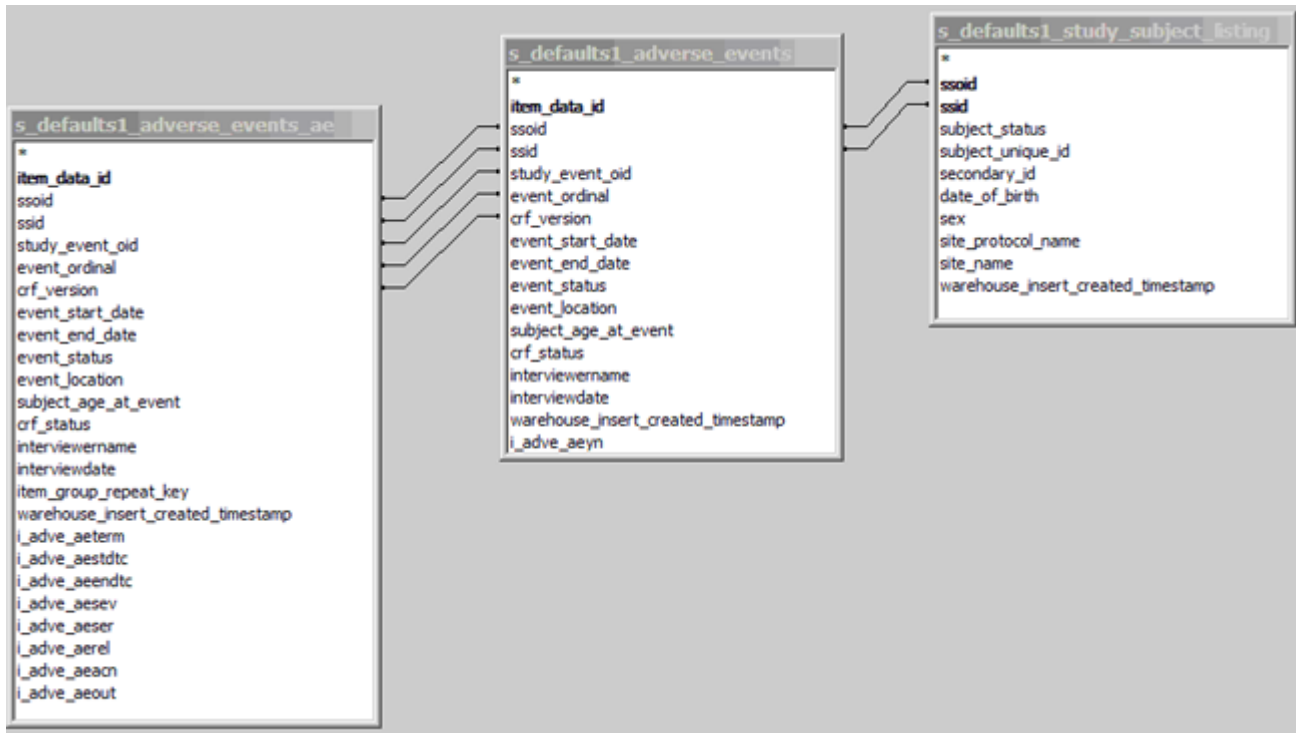 s_defaults1_adverse_events_ae
*
item_data_id
ssoid
ssid
study_event_oid
event_ordinal
crf_version
event_start_date
event_end_date
event_status
event_location
subject_age_at_event
crf_status
interviewername
interviewdate
item_group_repeat_key
warehouse_insert_created_timestamp
i_adve_aeterm
i_adve_aestdtc
i_adve_aeendtc
i_adve_aesev
i_adve_aeser
i_adve_aerel
i_adve_aeacn
i_adve_aeout
s_defaults1_adverse_events
*
item_data_id
ssoid
ssid
study_event_oid
event_ordinal
crf_version
event_start_date
event_end_date
event_status
event_location
subject_age_at_event
crf_status
interviewername
interviewdate
warehouse_insert_created_timestamp
i_adve_aeyn
s_defaults1_study_subject_listing
*
ssoid
ssid
subject_status
subject_unique_id
secondary_id
date_of_birth
sex
site_protocol_name
site_name
warehouse_insert_created_timestamp